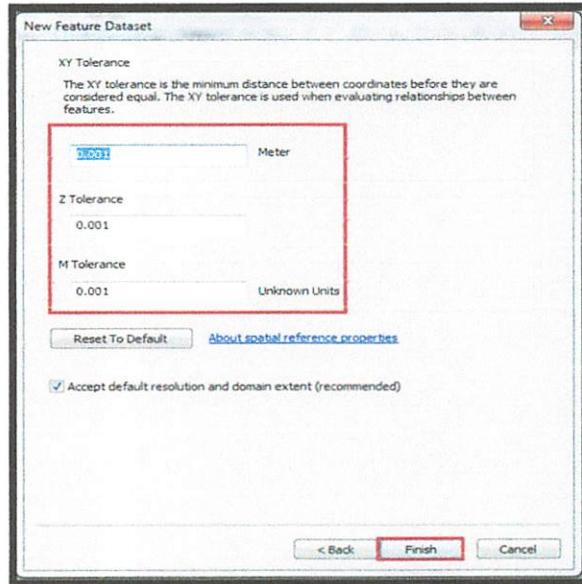 New Feature Dataset
XY Tolerance
The XY tolerance is the minimum distance between coordinates before they are
considered equal. The XY tolerance is used when evaluating relationships between
features.
0.001 Meter
Z Tolerance
0.001
M Tolerance
0.001 Unknown Units
Reset To Default About spatial reference properties
Accept default resolution and domain extent (recommended)
< Back Finish Cancel